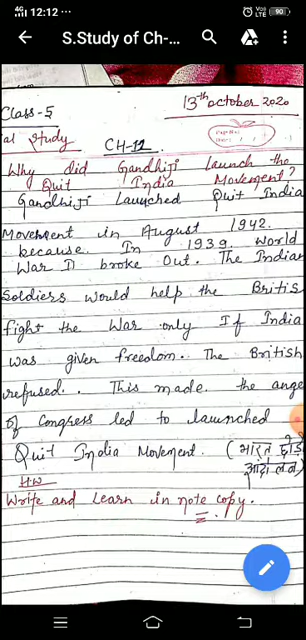 12:12
90
S.Study of Ch-...
13th october 2020
Class-5
al Study
CH-12
Why did Gandhiji launch the
Quit India Movement?
Gandhiji Launched Quit India
Movement in August 1942.
because. In 1939. World
War II broke Out. The Indian
Soldiers would help the Britis
fight the War only If India
was given freedom. The British
refused. This made the ange
of Congress led to launched
Quit India Movement. (भारत छोड़ो
HW
Write and Learn in note copy.